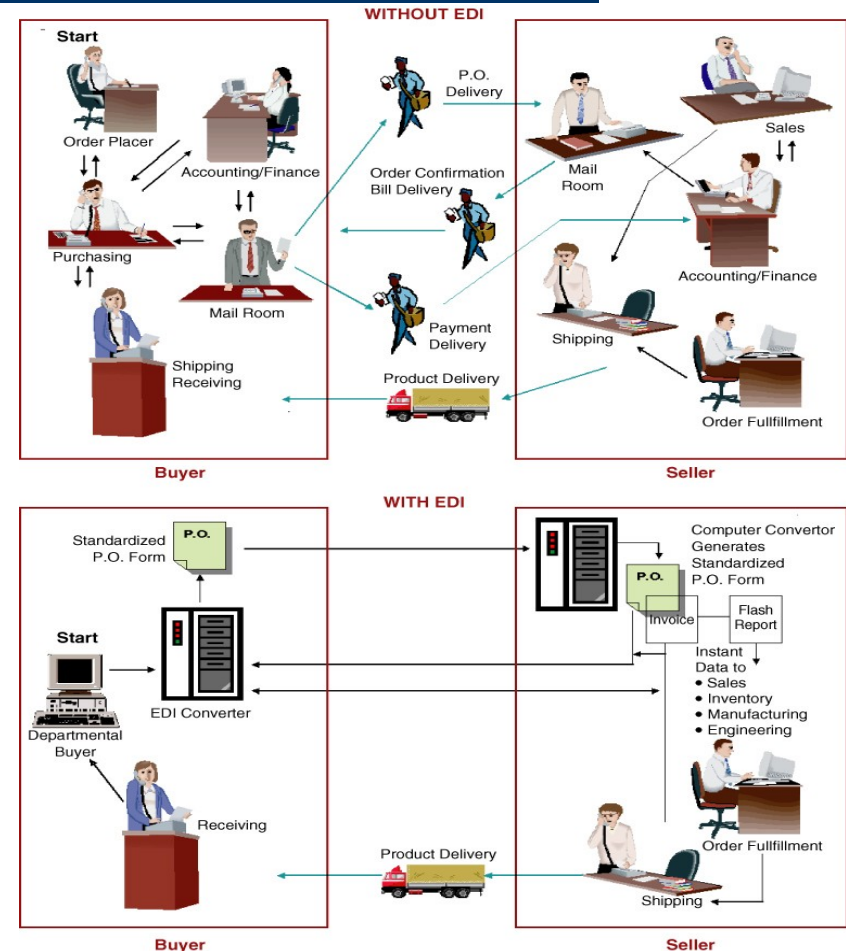 WITHOUT EDI
Start
Order Placer
Accounting/Finance
Purchasing
Mail Room
Shipping
Receiving
P.O.
Delivery
Order Confirmation
Bill Delivery
Payment
Delivery
Product Delivery
Mail
Room
Sales
Accounting/Finance
Shipping
Order Fullfillment
Buyer
Seller
WITH EDI
Standardized
P.O. Form
P.O.
Start
EDI Converter
Departmental
Buyer
Receiving
Product Delivery
Computer Convertor
Generates
Standardized
P.O. Form
P.O.
Invoice
Flash
Report
Instant
Data to
• Sales
• Inventory
• Manufacturing
• Engineering
Order Fullfillment
Shipping
Buyer
Seller